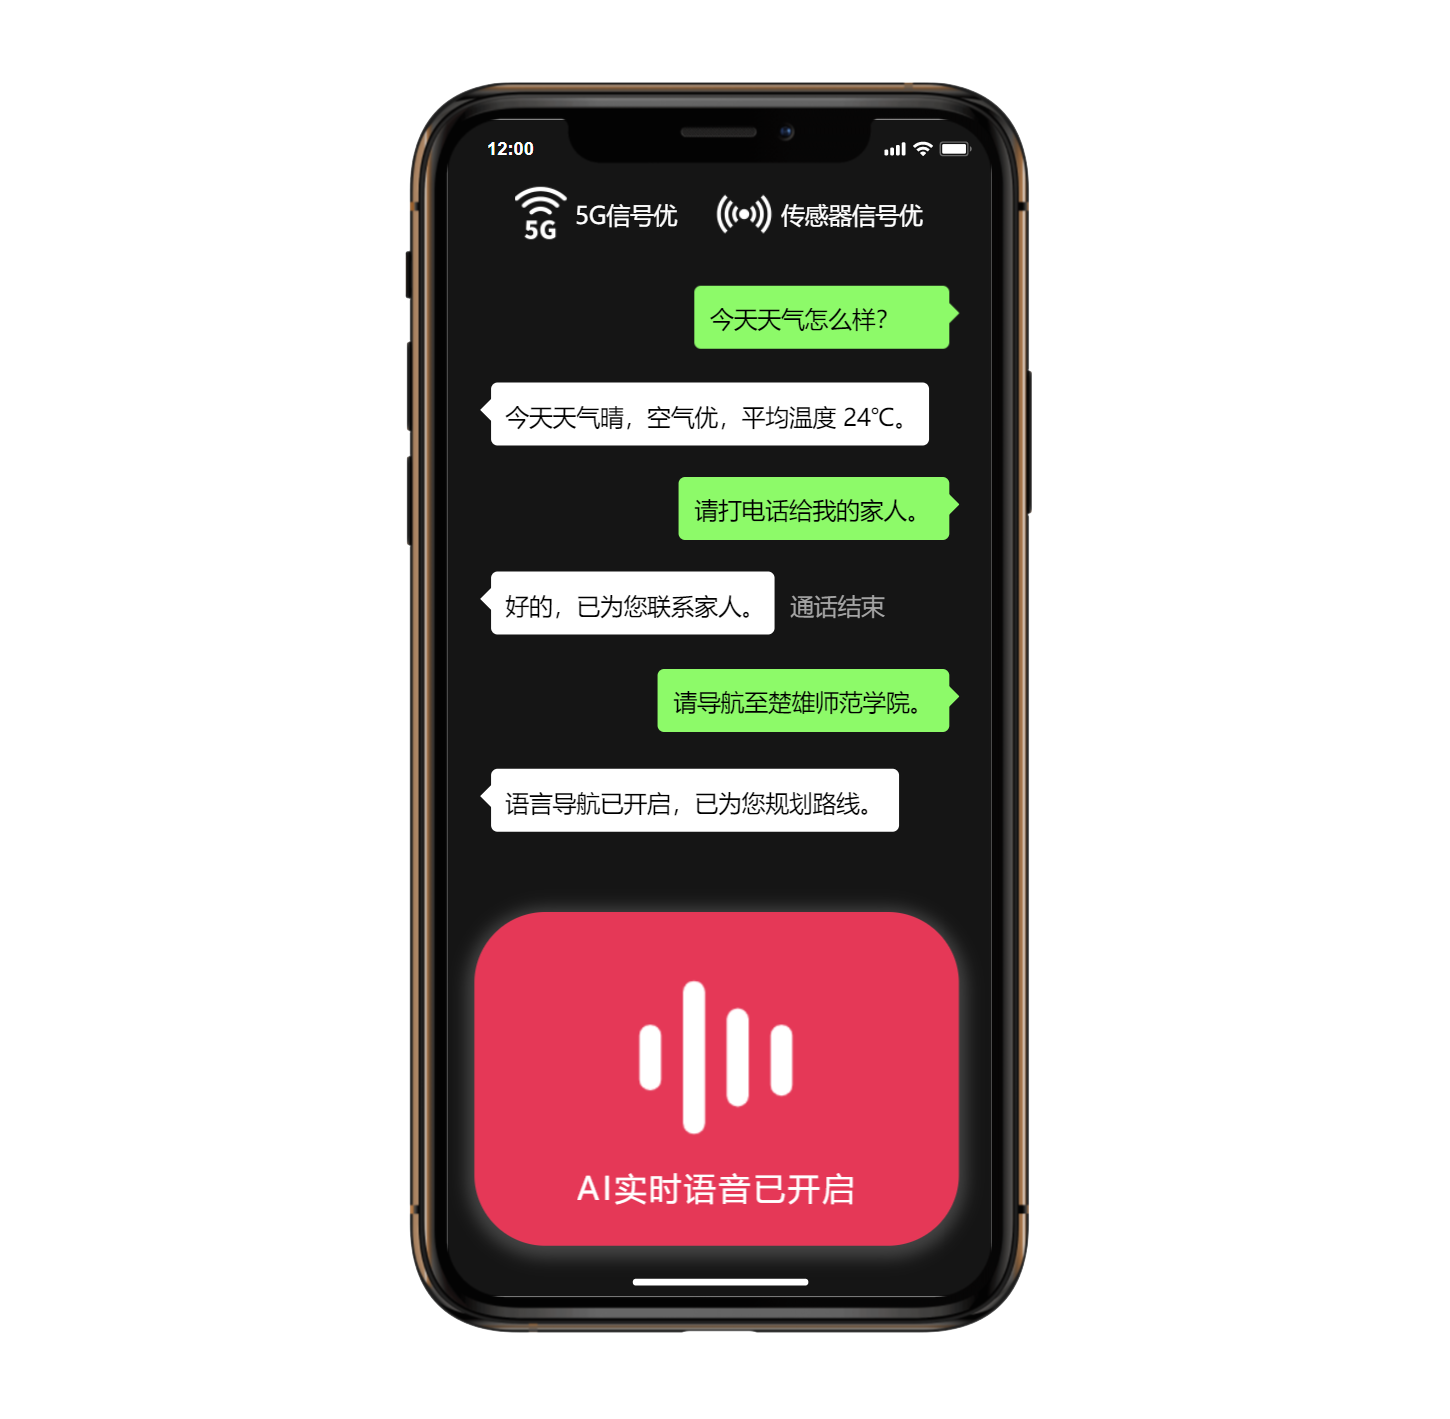 12:00
5G 5G信号优 传感器信号优
今天天气怎么样?
今天天气晴，空气优，平均温度 24℃。
请打电话给我的家人。
好的，已为您联系家人。 通话结束
请导航至楚雄师范学院。
语言导航已开启，已为您规划路线。
AI实时语音已开启